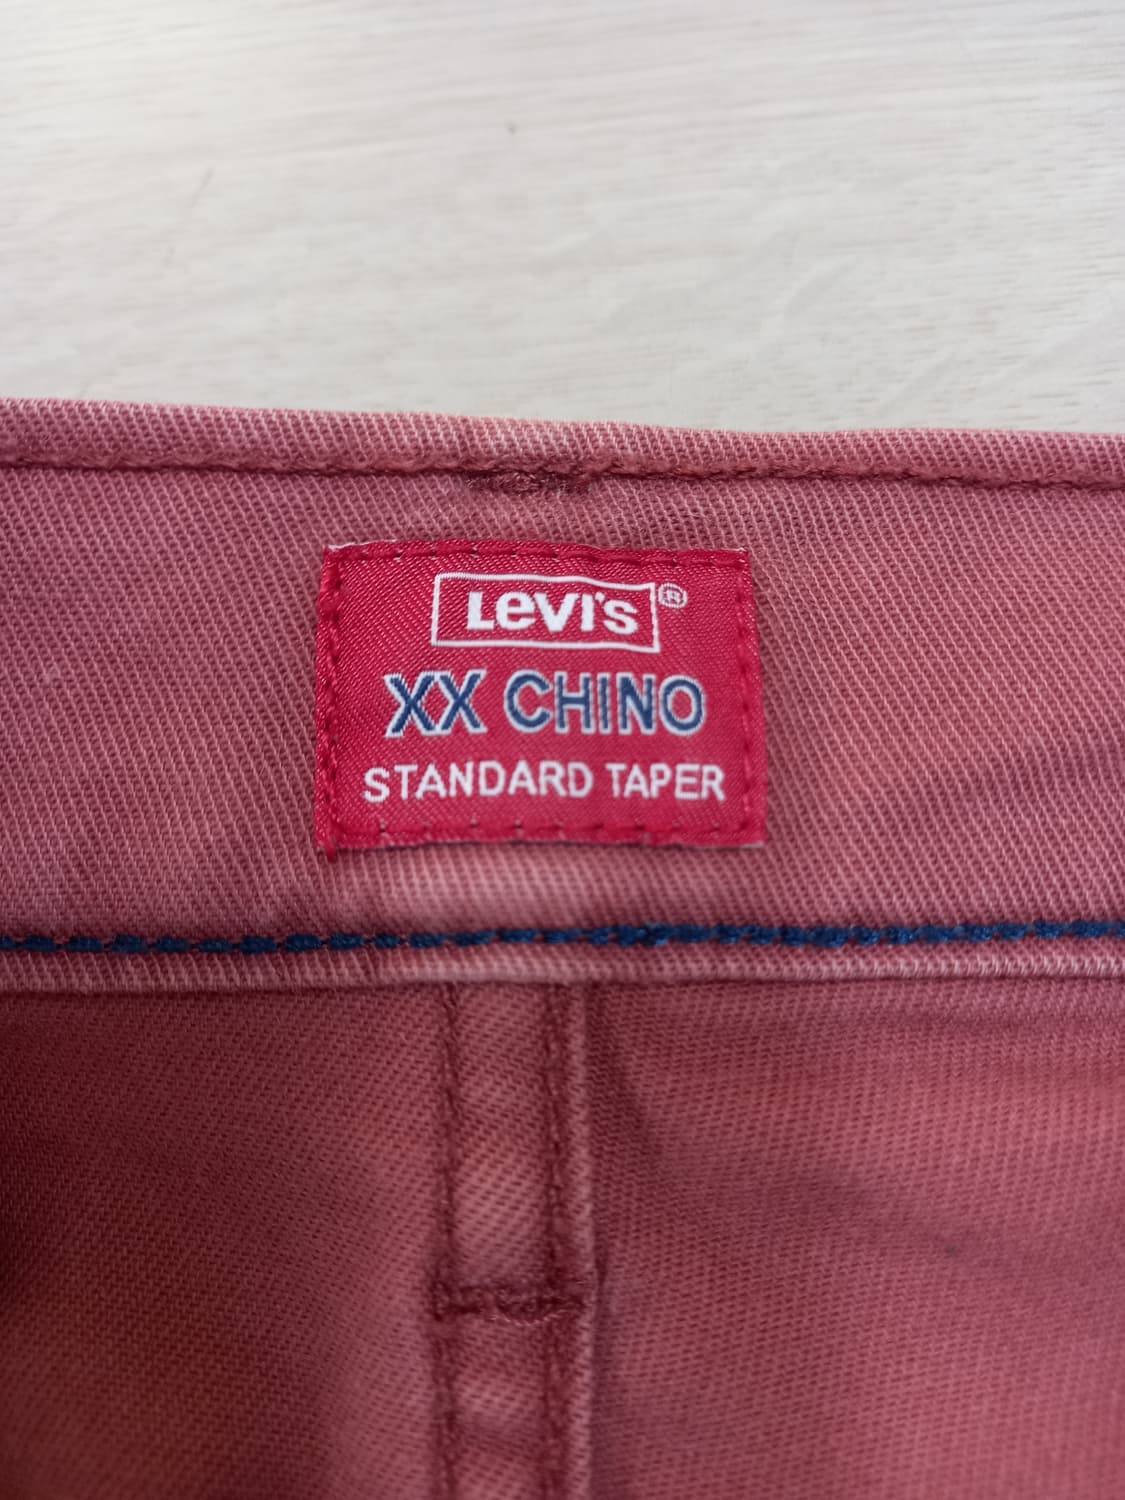 Levi's®
XX CHINO
STANDARD TAPER